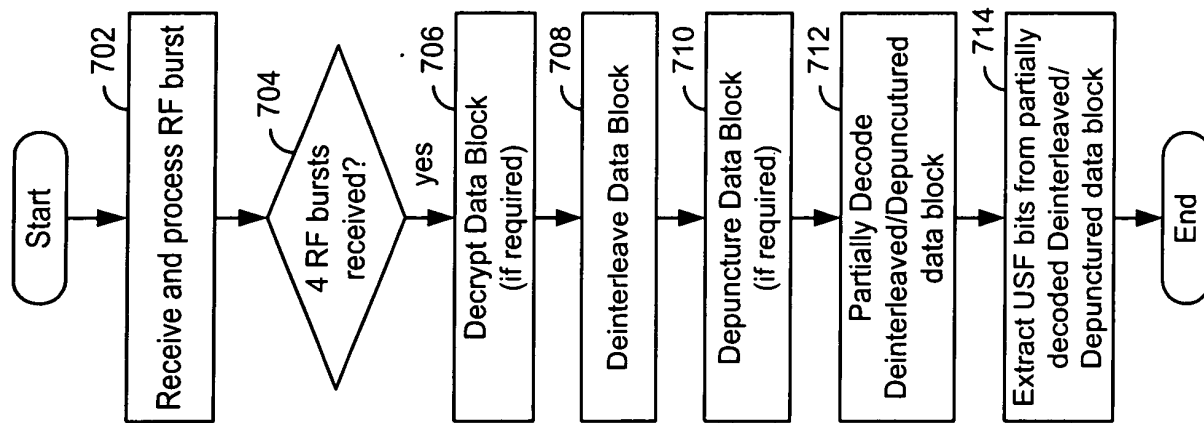 Start
702
Receive and process RF burst
704
4 RF bursts
received?
yes
706
Decrypt Data Block
(if required)
708
Deinterleave Data Block
710
Depuncture Data Block
(if required)
712
Partially Decode
Deinterleaved/Depuncutured
data block
714
Extract USF bits from partially
decoded Deinterleaved/
Depunctured data block
End